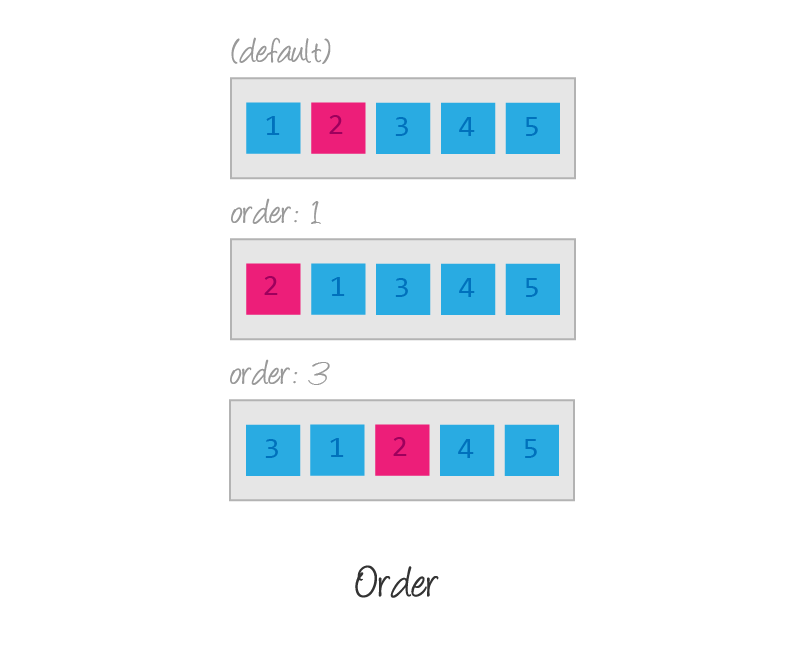 (default)
1 2 3 4 5
order: 1
2 1 3 4 5
order: 3
3 1 2 4 5
Order